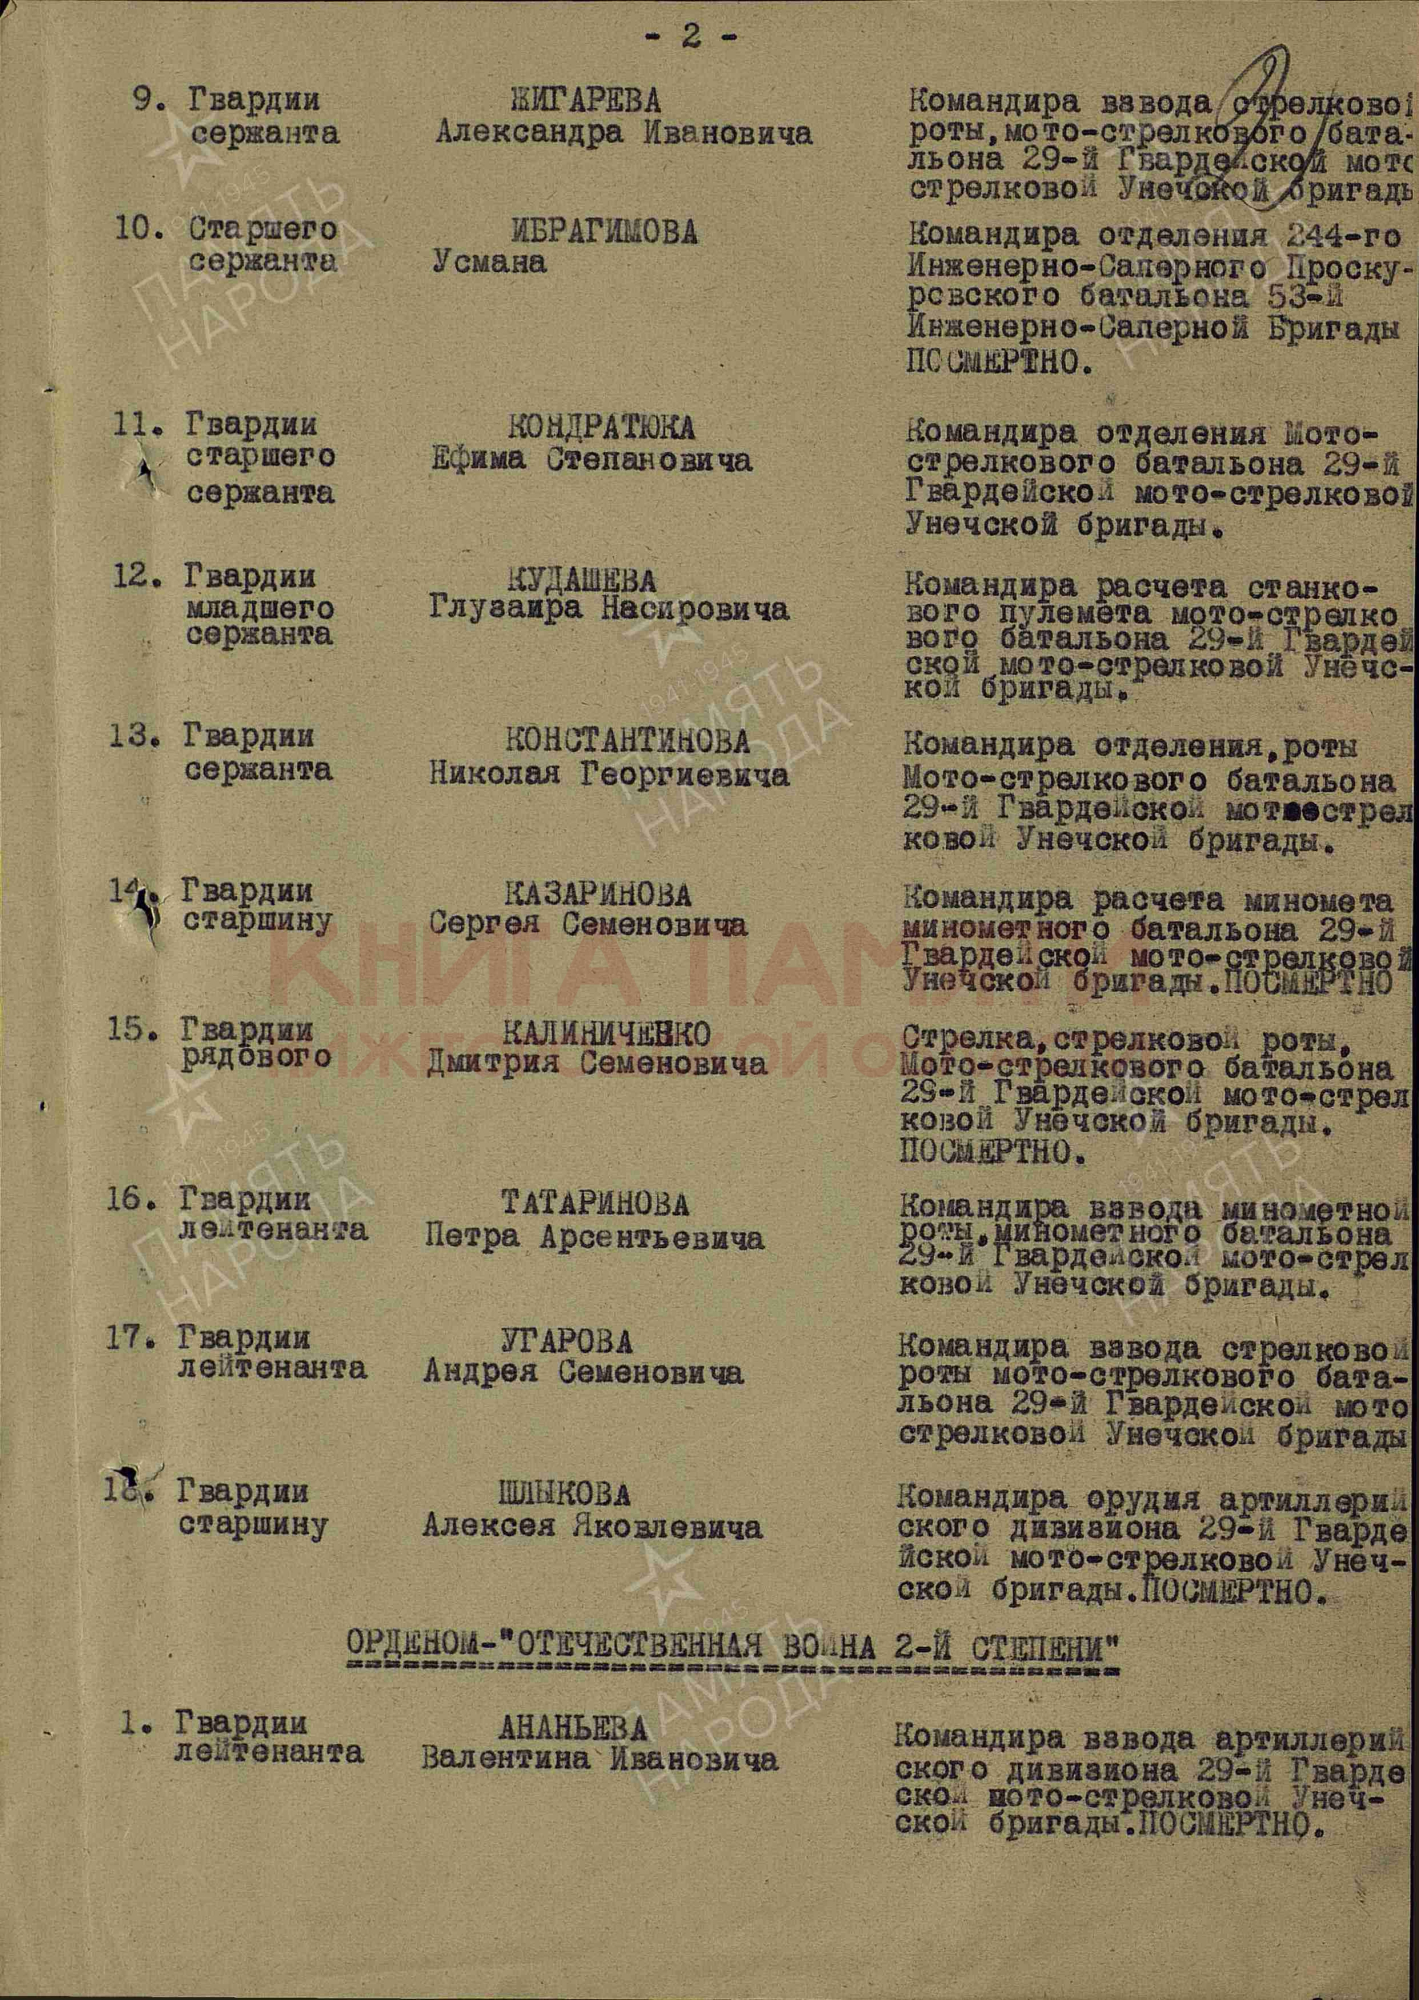 - 2 -
9. Гвардии ЖИГАРЕВА Командира взвода стрелковой
сержанта Александра Ивановича роты,мото-стрелкового бата-
льона 29-й Гвардейской мото
стрелковой Унечской бригады
10. Старшего ИБРАГИМОВА Командира отделения 244-го
сержанта Усмана Инженерно-Саперного Проску-
ровского батальона 53-й
Инженерно-Саперной Бригады
ПОСМЕРТНО.
11. Гвардии КОНДРАТЮКА Командира отделения Мото-
старшего Ефима Степановича стрелкового батальона 29-й
сержанта Гвардейской мото-стрелковой
Унечской бригады.
12. Гвардии КУДАШЕВА Командира расчета станко-
младшего Глузаира Насировича вого пулемета мото-стрелко
сержанта вого батальона 29-й Гвардей
ской мото-стрелковой Унечс-
кой бригады.
13. Гвардии КОНСТАНТИНОВА Командира отделения,роты
сержанта Николая Георгиевича Мото-стрелкового батальона
29-й Гвардейской мотострел
ковой Унечской бригады.
14. Гвардии КАЗАРИНОВА Командира расчета миномета
старшину Сергея Семеновича минометного батальона 29-й
Гвардейской мото-стрелковой
Унечской бригады.ПОСМЕРТНО
15. Гвардии КАЛИНИЧЕНКО Стрелка,стрелковой роты,
рядового Дмитрия Семеновича Мото-стрелкового батальона
29-й Гвардейской мото-стрел
ковой Унечской бригады.
ПОСМЕРТНО.
16. Гвардии ТАТАРИНОВА Командира взвода минометной
лейтенанта Петра Арсентьевича роты,минометного батальона
29-й Гвардейской мото-стрел
ковой Унечской бригады.
17. Гвардии УГАРОВА Командира взвода стрелковой
лейтенанта Андрея Семеновича роты мото-стрелкового бата-
льона 29-й Гвардейской мото
стрелковой Унечской бригады
18. Гвардии ШЛЫКОВА Командира орудия артиллерий
старшину Алексея Яковлевича ского дивизиона 29-й Гварде
йской мото-стрелковой Унеч-
ской бригады.ПОСМЕРТНО.
ОРДЕНОМ-"ОТЕЧЕСТВЕННАЯ ВОЙНА 2-Й СТЕПЕНИ"
1. Гвардии АНАНЬЕВА Командира взвода артиллерий
лейтенанта Валентина Ивановича ского дивизиона 29-й Гварде
ской мото-стрелковой Унеч-
ской бригады.ПОСМЕРТНО.
1941-1945
ПАМЯТЬ
НАРОДА